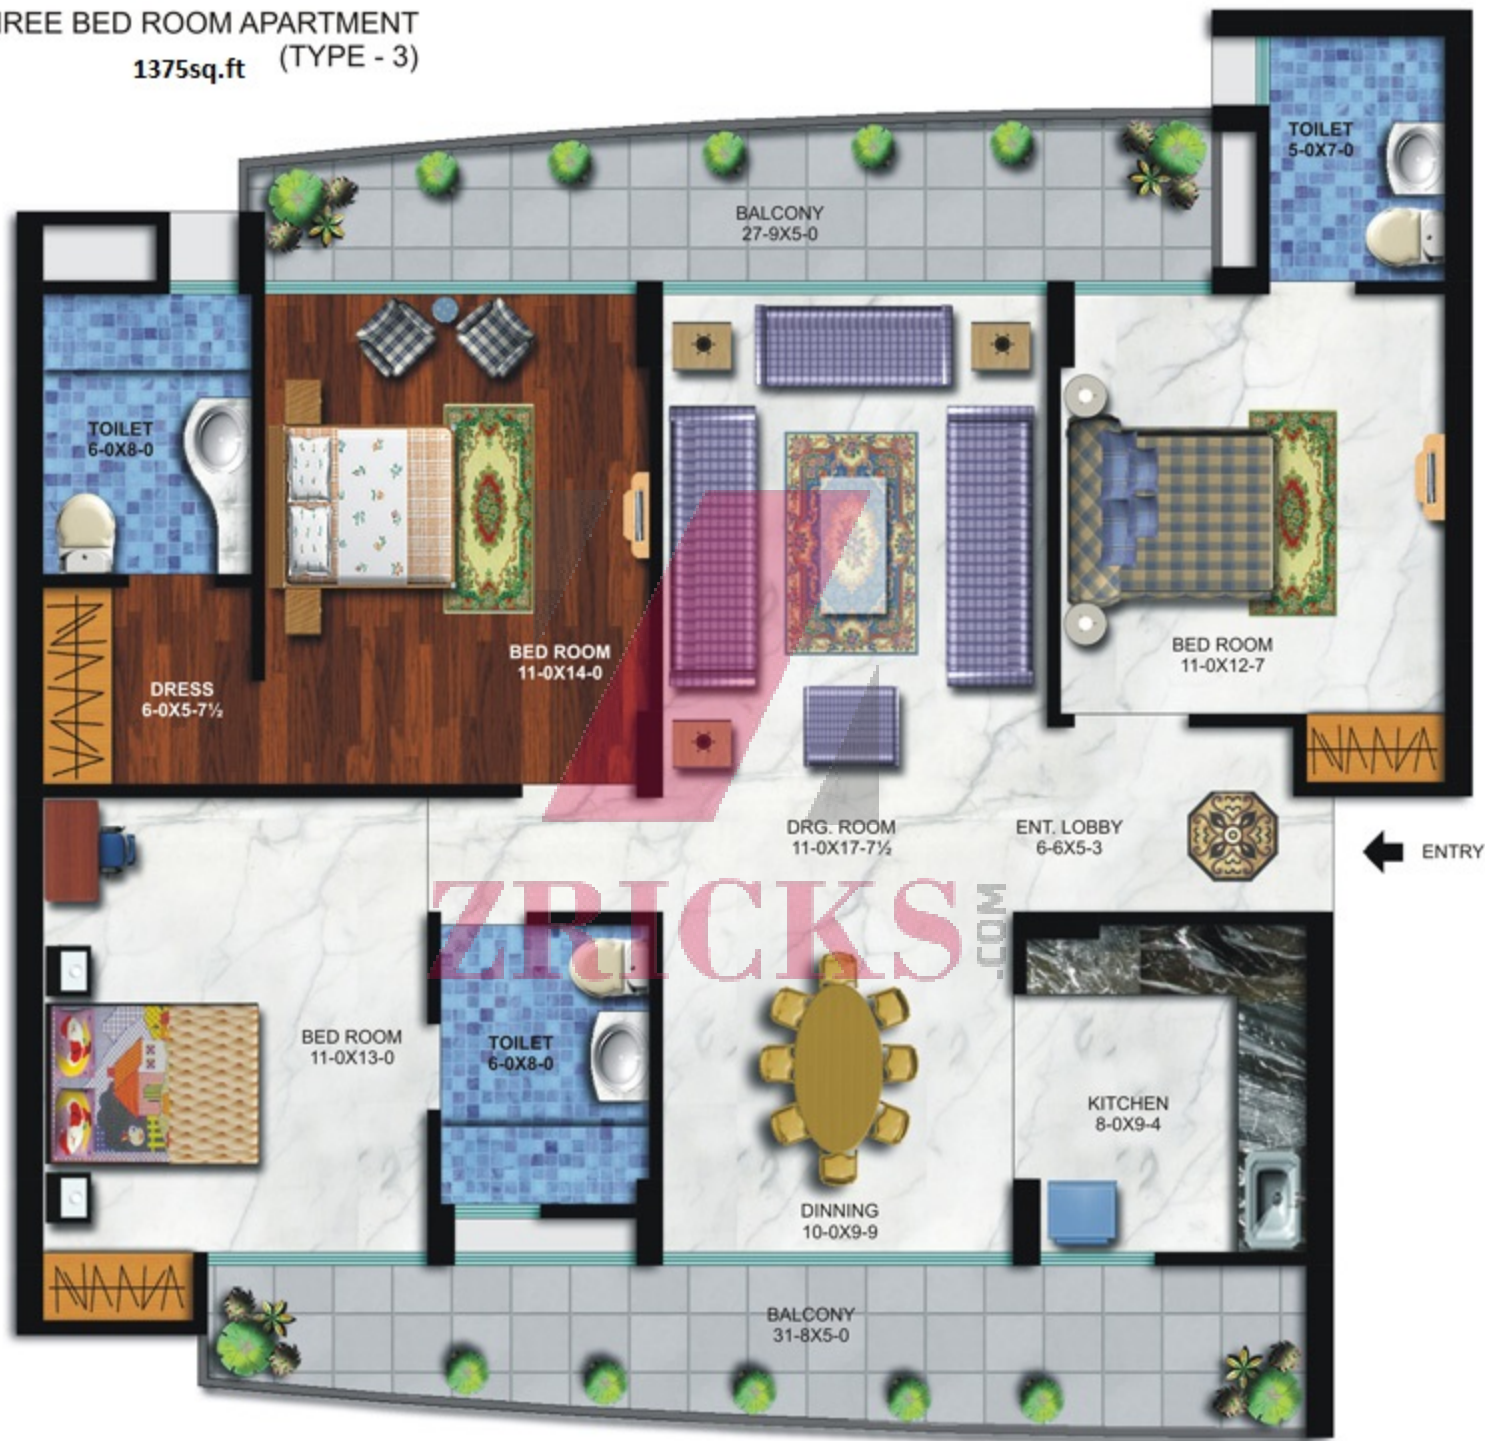 HREE BED ROOM APARTMENT
(TYPE - 3)
1375sq.ft
TOILET
5-0X7-0
BALCONY
27-9X5-0
TOILET
6-0X8-0
BED ROOM
11-0X14-0
BED ROOM
11-0X12-7
DRESS
6-0X5-7½
DRG. ROOM
11-0X17-7½
ENT. LOBBY
6-6X5-3
ENTRY
ZRICKS
.COM
BED ROOM
11-0X13-0
TOILET
6-0X8-0
KITCHEN
8-0X9-4
DINNING
10-0X9-9
BALCONY
31-8X5-0